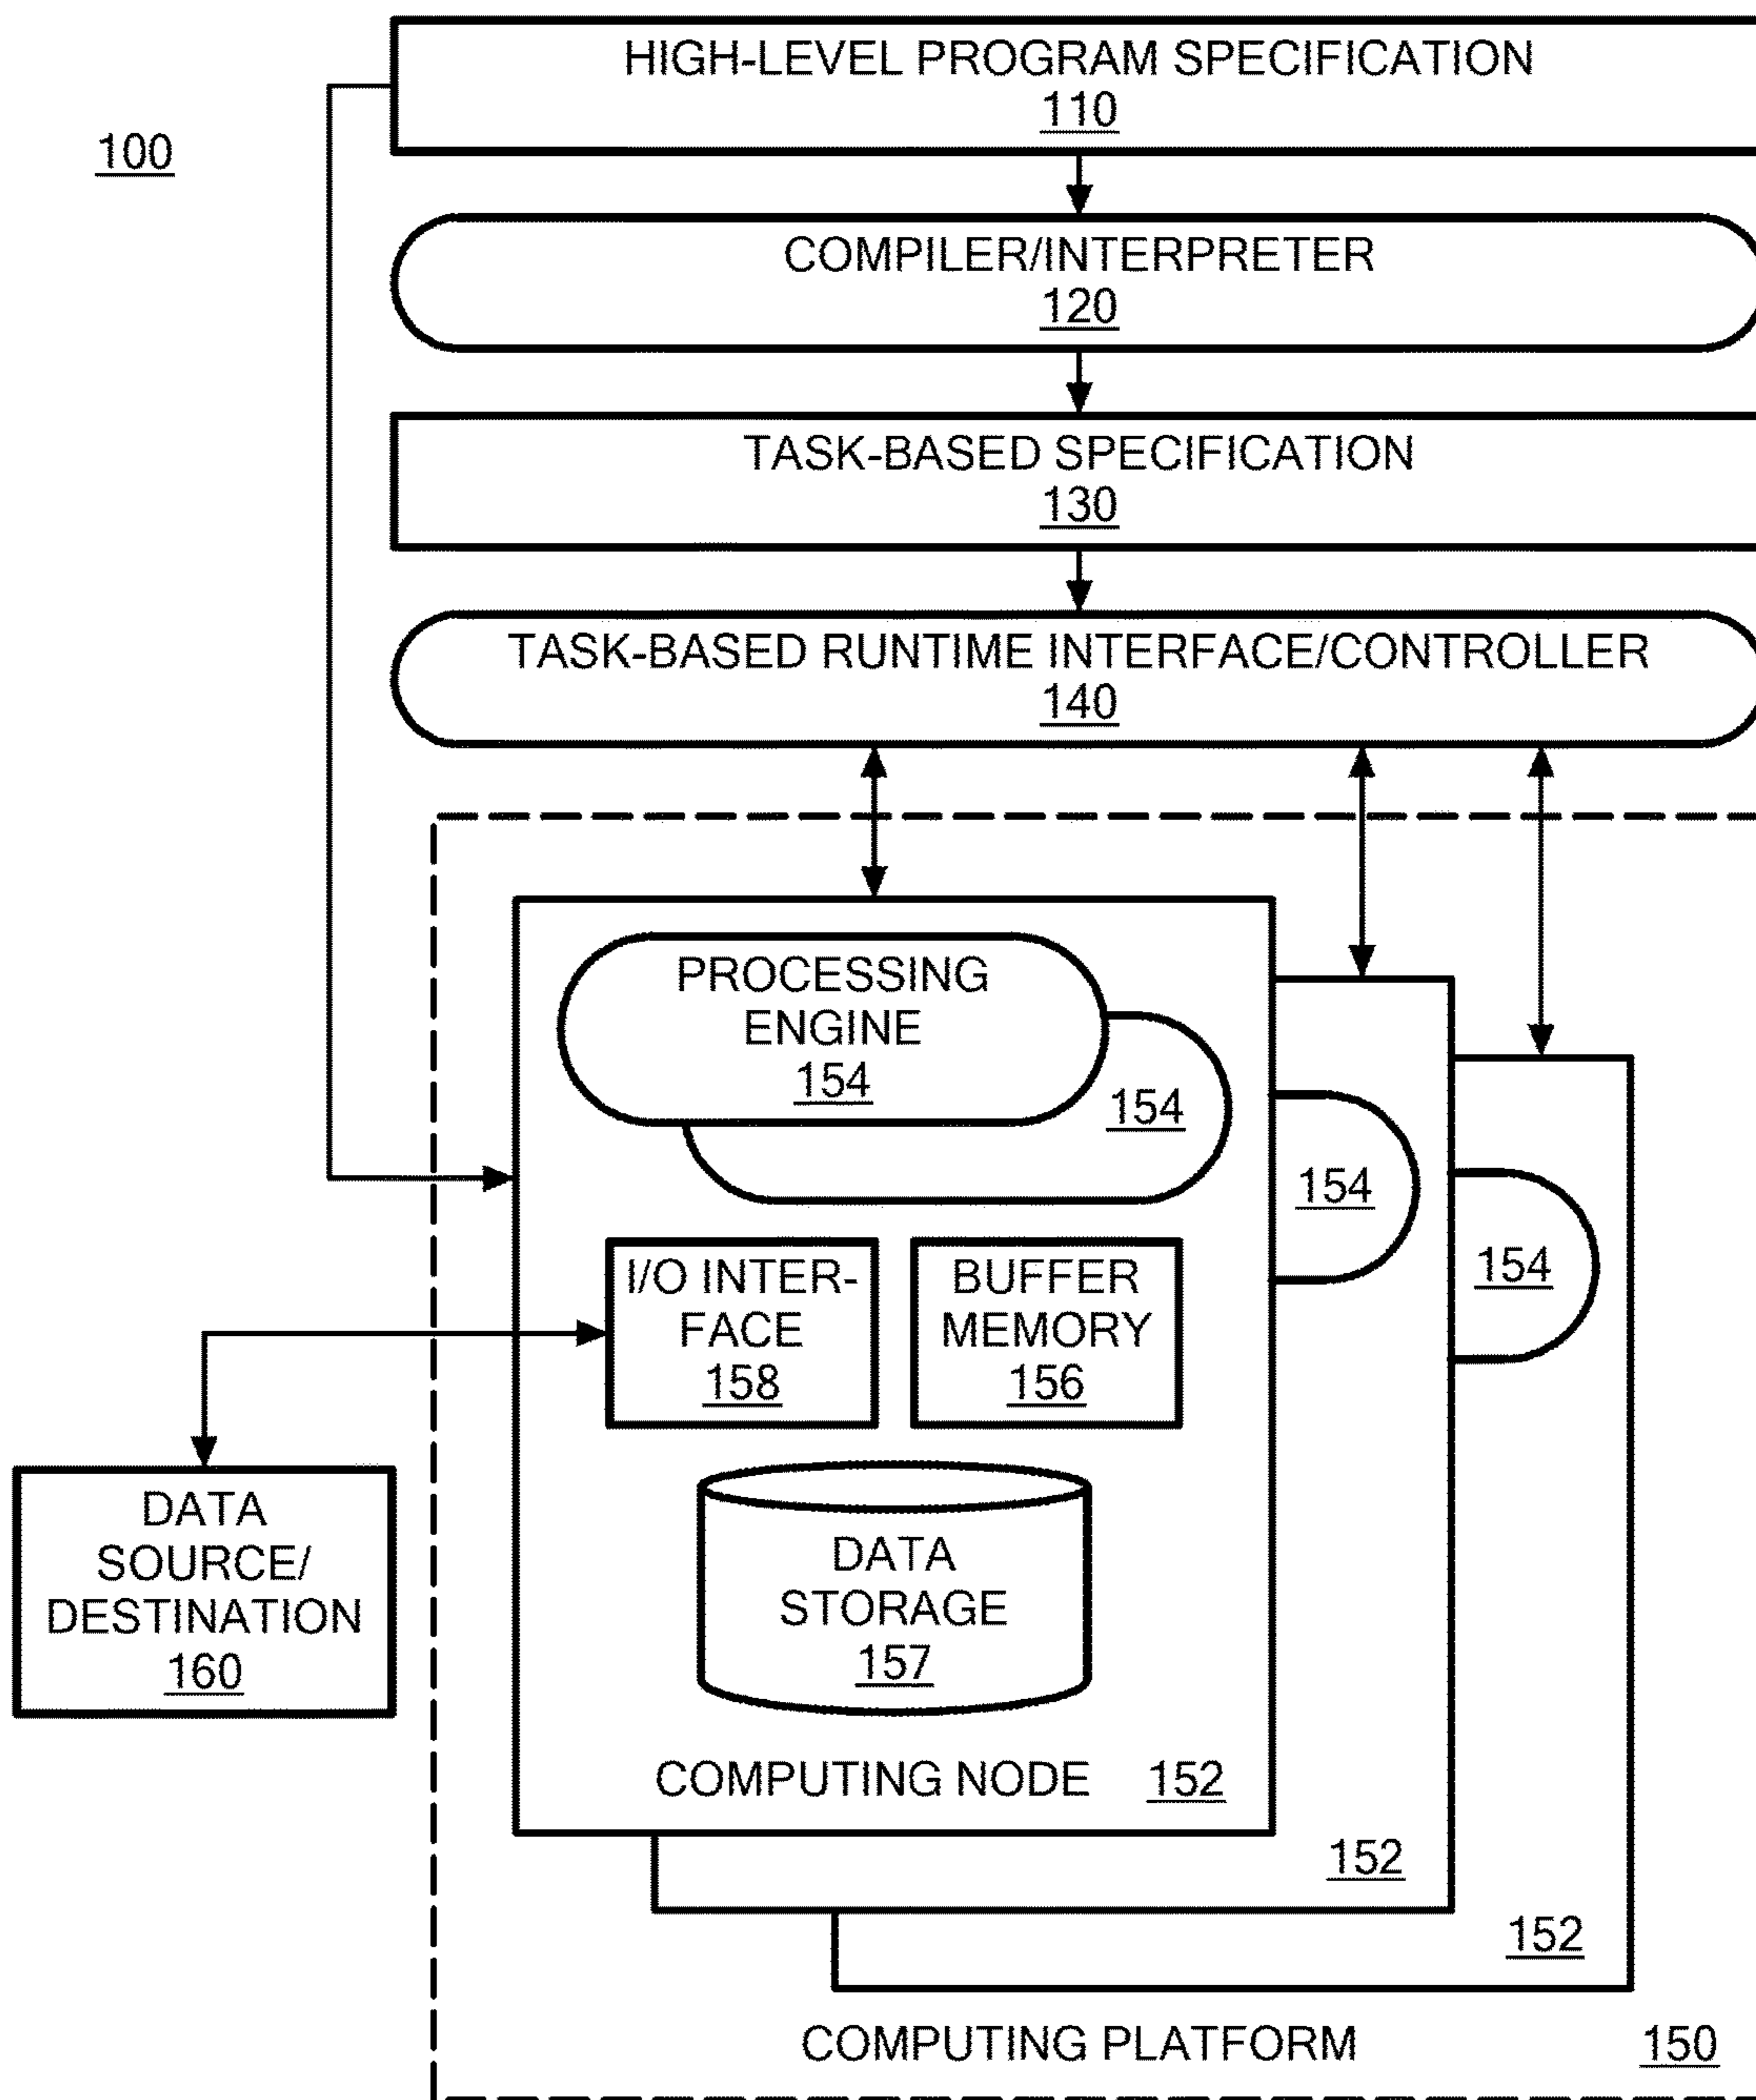 HIGH-LEVEL PROGRAM SPECIFICATION
110
100
COMPILER/INTERPRETER
120
TASK-BASED SPECIFICATION
130
TASK-BASED RUNTIME INTERFACE/CONTROLLER
140
PROCESSING
ENGINE
154
154
154
154
I/O INTER-
FACE
158
BUFFER
MEMORY
156
DATA
SOURCE/
DESTINATION
160
DATA
STORAGE
157
COMPUTING NODE 152
152
152
COMPUTING PLATFORM 150